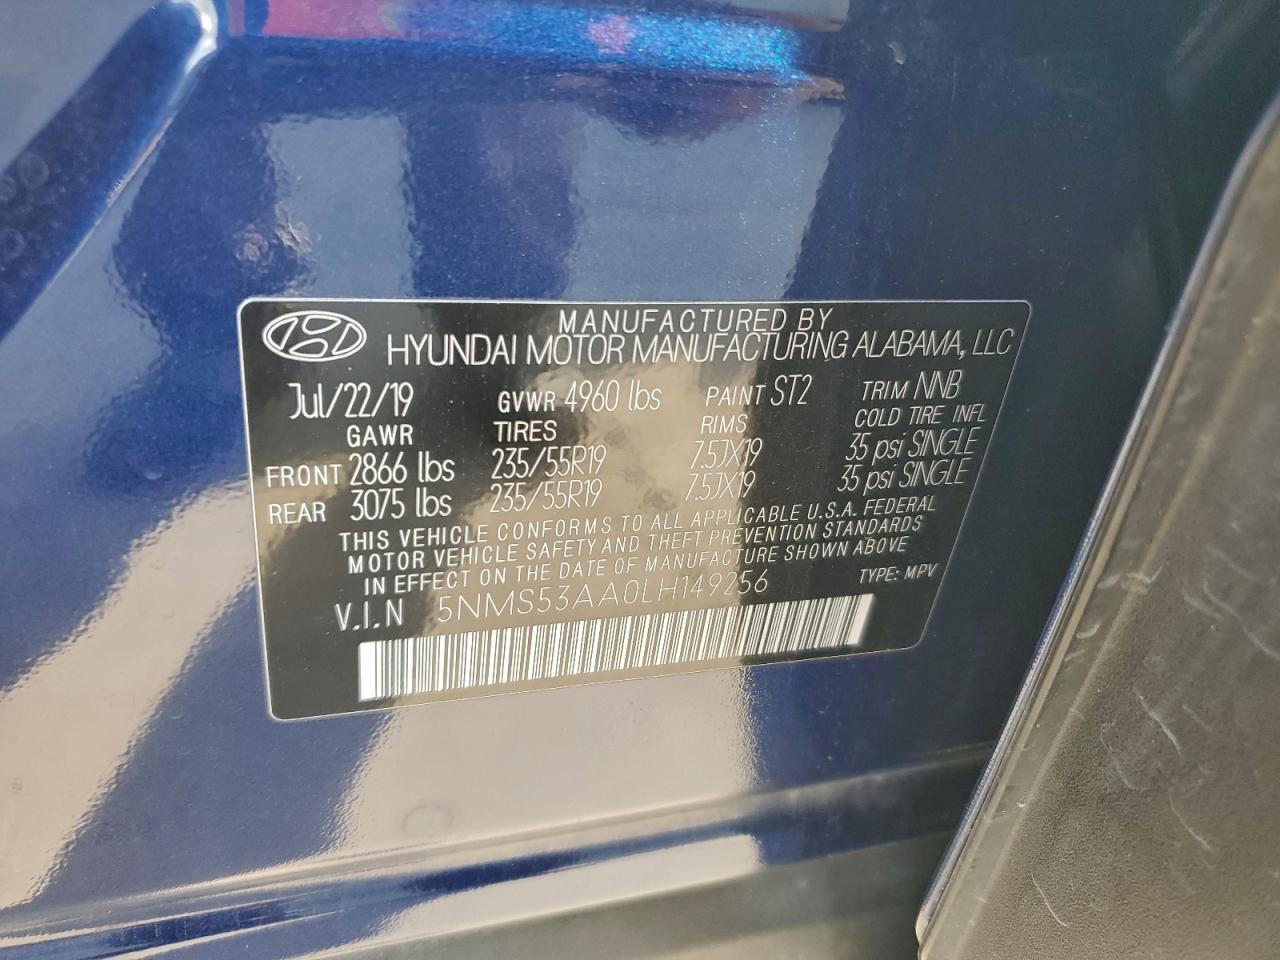 MANUFACTURED BY
HYUNDAI MOTOR MANUFACTURING ALABAMA, LLC
Jul/22/19 GVWR 4960 lbs PAINT ST2 TRIM NNB
GAWR TIRES RIMS COLD TIRE INFL
FRONT 2866 lbs 235/55R19 7.5JX19 35 psi SINGLE
REAR 3075 lbs 235/55R19 7.5JX19 35 psi SINGLE
THIS VEHICLE CONFORMS TO ALL APPLICABLE U.S.A. FEDERAL
MOTOR VEHICLE SAFETY AND THEFT PREVENTION STANDARDS
IN EFFECT ON THE DATE OF MANUFACTURE SHOWN ABOVE
V.I.N 5NMS53AA0LH149256 TYPE: MPV